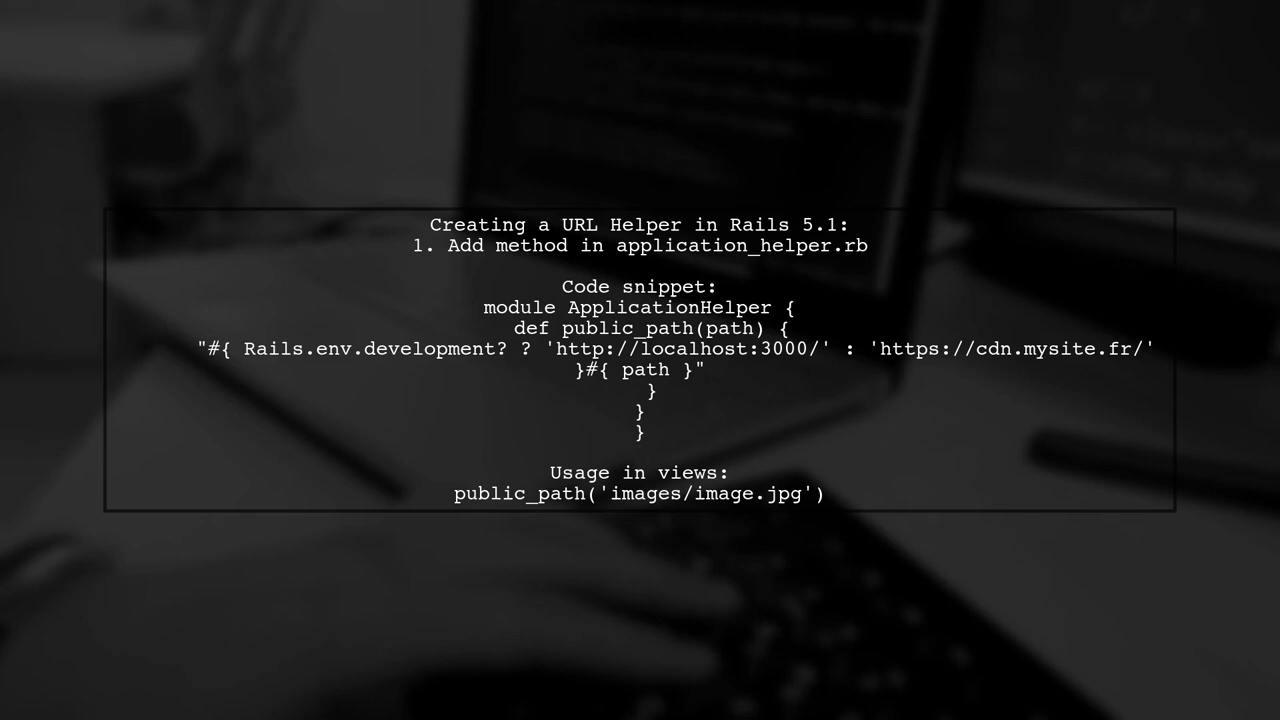 Creating a URL Helper in Rails 5.1:
1. Add method in application_helper.rb
Code snippet:
module ApplicationHelper {
def public_path(path) {
"#{ Rails.env.development? ? 'http://localhost:3000/' : 'https://cdn.mysite.fr/'
}#{ path }"
}
}
}
Usage in views:
public_path('images/image.jpg')